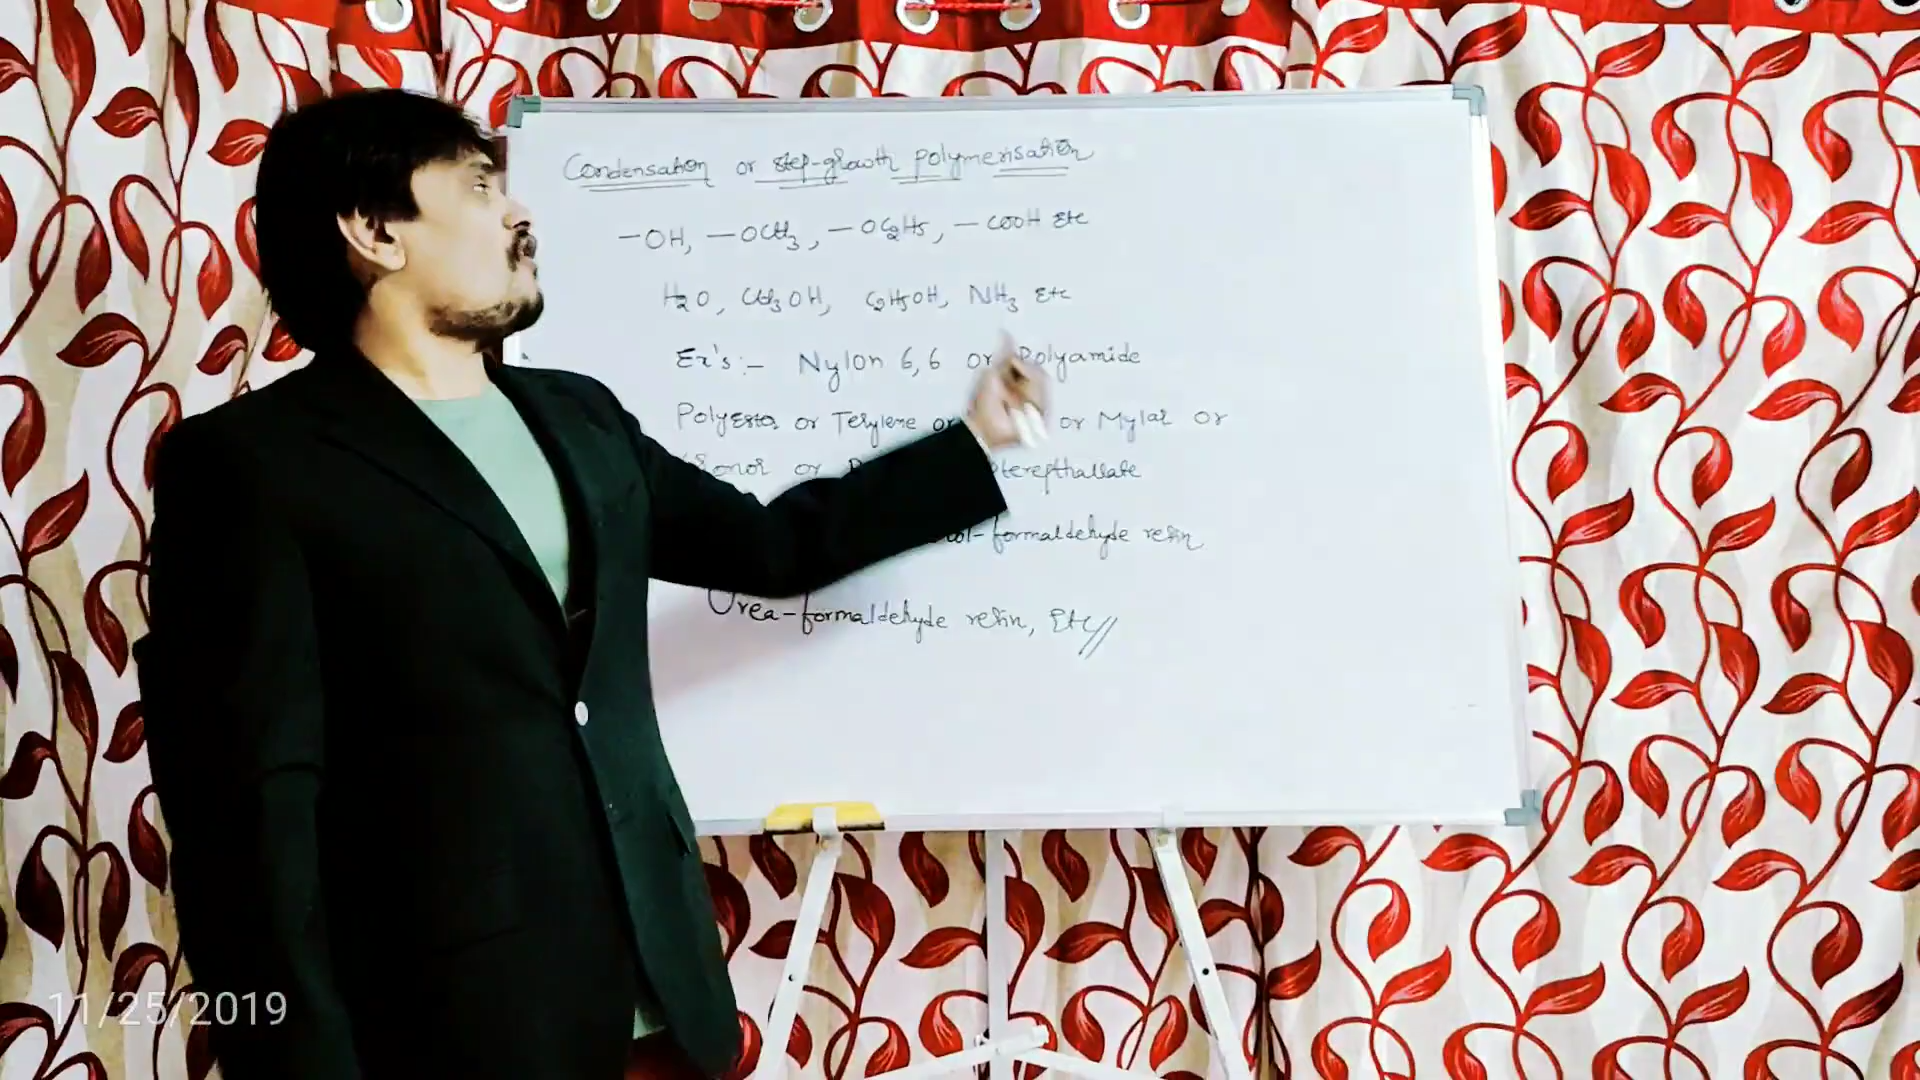 Condensation or step-growth polymerisation
—OH, —OCH3, —OC2H5, —COOH Etc
H2O, CH3OH, C2H5OH, NH3 Etc
Ex's:- Nylon 6,6 or Polyamide
Polyester or Terylene or or Mylar or
or terepthallate
-formaldehyde resin
Urea-formaldehyde resin, Etc//
11/25/2019